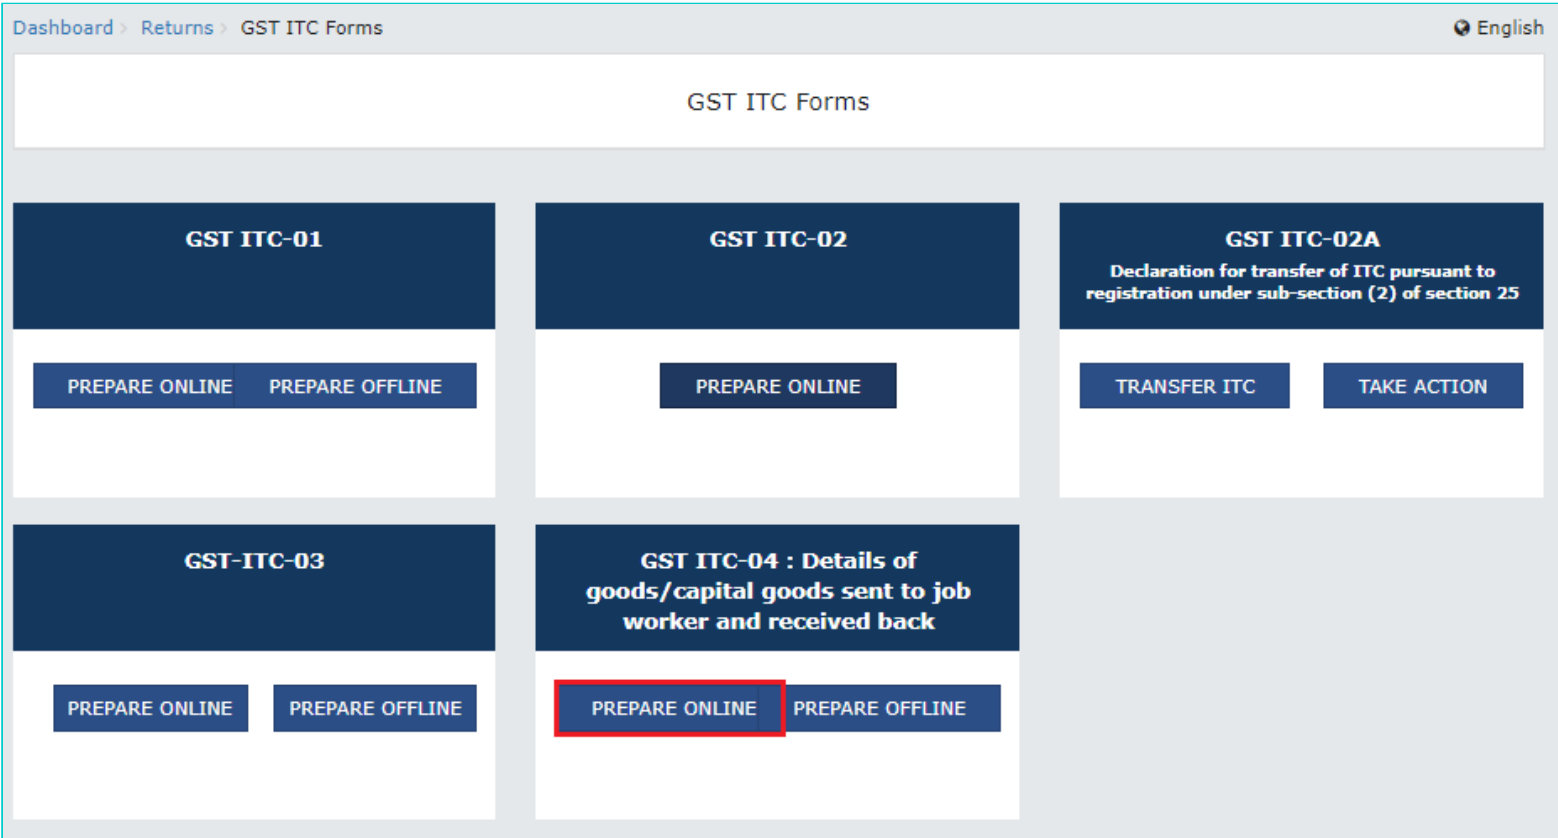 Dashboard > Returns > GST ITC Forms
English
GST ITC Forms
GST ITC-01
PREPARE ONLINE
PREPARE OFFLINE
GST ITC-02
PREPARE ONLINE
GST ITC-02A
Declaration for transfer of ITC pursuant to
registration under sub-section (2) of section 25
TRANSFER ITC
TAKE ACTION
GST-ITC-03
PREPARE ONLINE
PREPARE OFFLINE
GST ITC-04 : Details of
goods/capital goods sent to job
worker and received back
PREPARE ONLINE
PREPARE OFFLINE